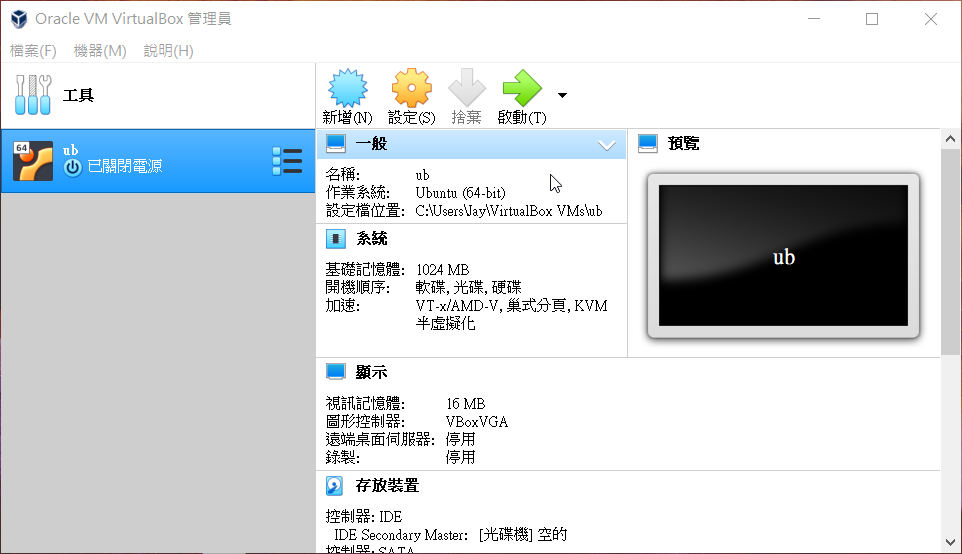 Oracle VM VirtualBox 管理員
檔案(F) 機器(M) 說明(H)
工具
新增(N) 設定(S) 捨棄 啟動(T)
64
ub
已關閉電源
一般
名稱: ub
作業系統: Ubuntu (64-bit)
設定檔位置: C:\Users\Jay\VirtualBox VMs\ub
預覽
ub
系統
基礎記憶體: 1024 MB
開機順序: 軟碟, 光碟, 硬碟
加速: VT-x/AMD-V, 巢式分頁, KVM
半虛擬化
顯示
視訊記憶體: 16 MB
圖形控制器: VBoxVGA
遠端桌面伺服器: 停用
錄製: 停用
存放裝置
控制器: IDE
IDE Secondary Master: [光碟機] 空的
控制器: SATA